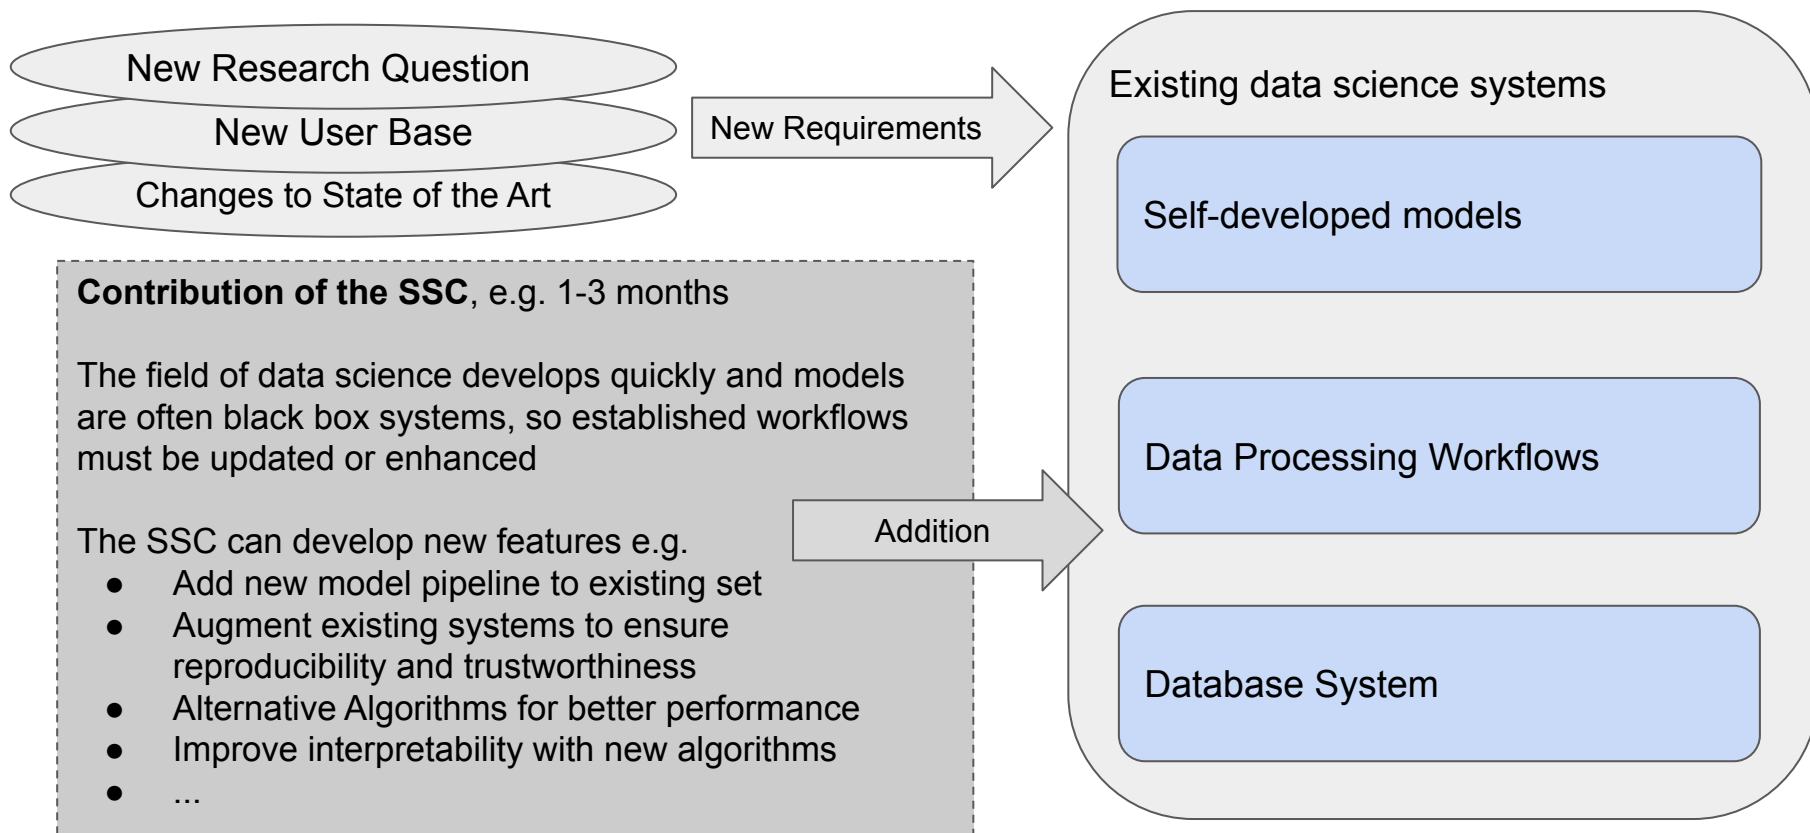 New Research Question
New User Base
Changes to State of the Art
New Requirements
Existing data science systems
Self-developed models
Data Processing Workflows
Database System
Contribution of the SSC, e.g. 1-3 months
The field of data science develops quickly and models
are often black box systems, so established workflows
must be updated or enhanced
The SSC can develop new features e.g.
● Add new model pipeline to existing set
● Augment existing systems to ensure
reproducibility and trustworthiness
● Alternative Algorithms for better performance
● Improve interpretability with new algorithms
● ...
Addition